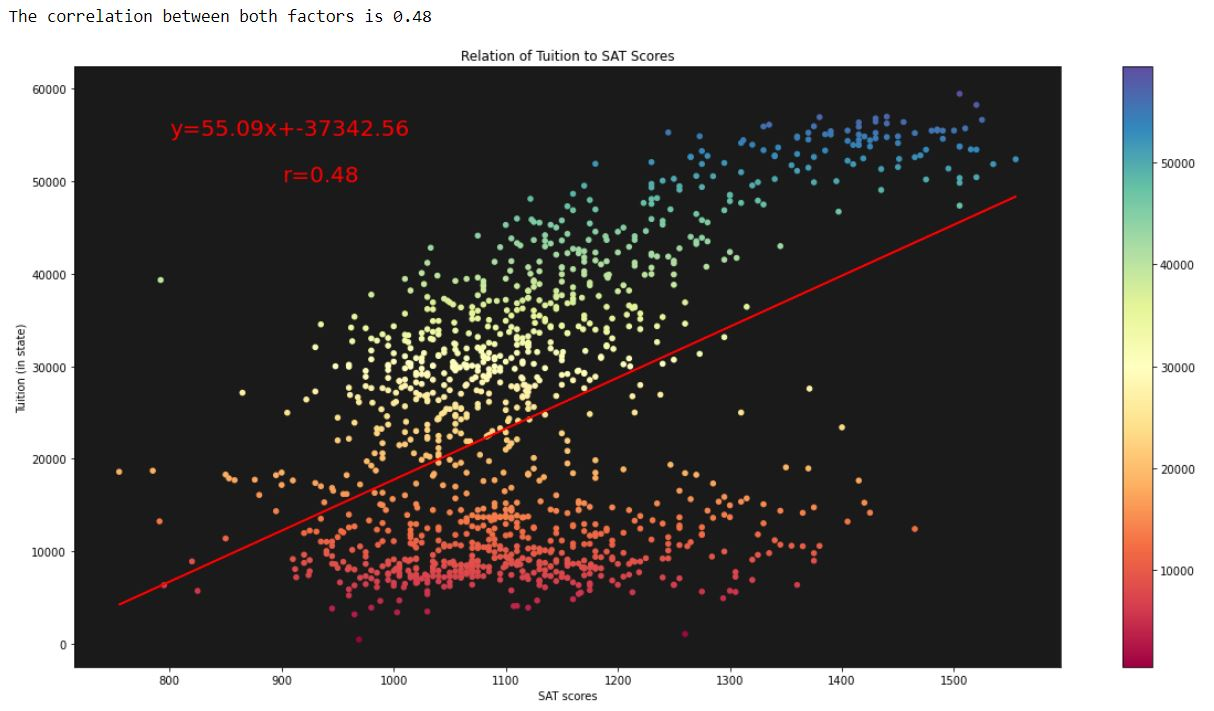 The correlation between both factors is 0.48
Relation of Tuition to SAT Scores
y=55.09x+-37342.56
r=0.48
Tuition (in state)
60000
50000
40000
30000
20000
10000
0
800 900 1000 1100 1200 1300 1400 1500
SAT scores
50000
40000
30000
20000
10000